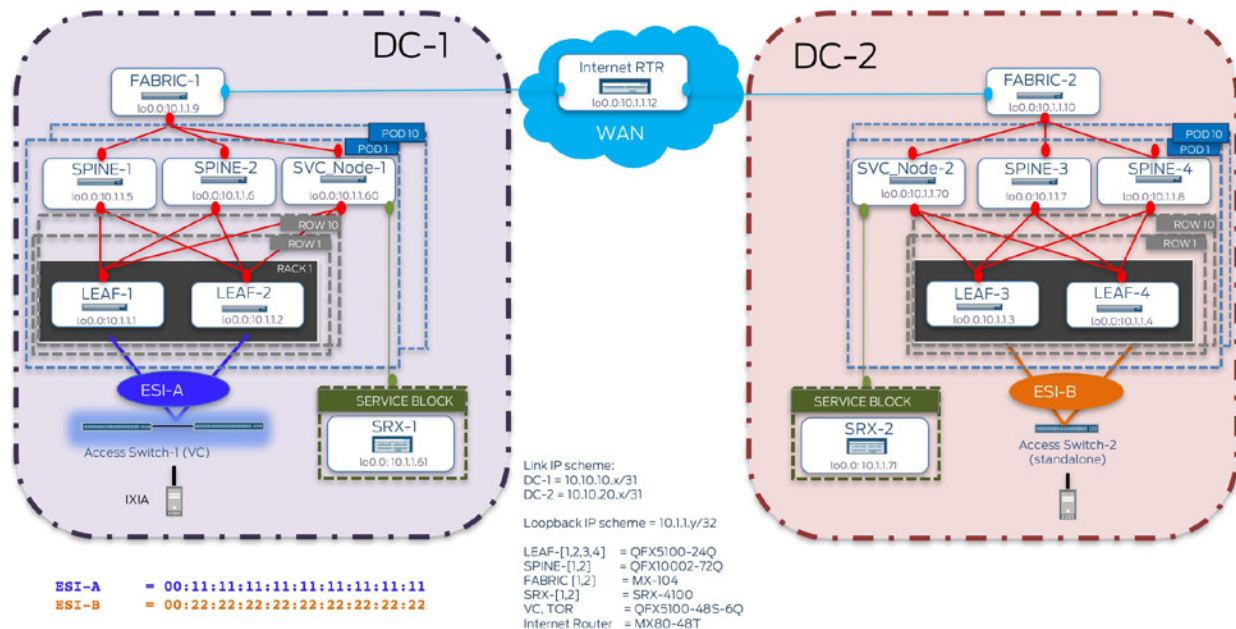 DC-1
FABRIC-1
lo0.0:10.1.1.9
POD 10
POD 1
SPINE-1
lo0.0:10.1.1.5
SPINE-2
lo0.0:10.1.1.6
SVC_Node-1
lo0.0:10.1.1.60
ROW 10
ROW 1
RACK 1
LEAF-1
lo0.0:10.1.1.1
LEAF-2
lo0.0:10.1.1.2
ESI-A
Access Switch-1 (VC)
IXIA
SERVICE BLOCK
SRX-1
lo0.0: 10.1.1.61
Internet RTR
lo0.0:10.1.1.12
WAN
DC-2
FABRIC-2
lo0.0:10.1.1.10
POD 10
POD 1
SVC_Node-2
lo0.0:10.1.1.70
SPINE-3
lo0.0:10.1.1.7
SPINE-4
lo0.0:10.1.1.8
ROW 10
ROW 1
LEAF-3
lo0.0:10.1.1.3
LEAF-4
lo0.0:10.1.1.4
ESI-B
Access Switch-2
(standalone)
SERVICE BLOCK
SRX-2
lo0.0: 10.1.1.71
Link IP scheme:
DC-1 = 10.10.10.x/31
DC-2 = 10.10.20.x/31
Loopback IP scheme = 10.1.1.y/32
LEAF-[1,2,3,4] = QFX5100-24Q
SPINE-[1,2] = QFX10002-72Q
FABRIC [1,2] = MX-104
SRX-[1,2] = SRX-4100
VC, TOR = QFX5100-48S-6Q
Internet Router = MX80-48T
ESI-A = 00:11:11:11:11:11:11:11:11:11
ESI-B = 00:22:22:22:22:22:22:22:22:22